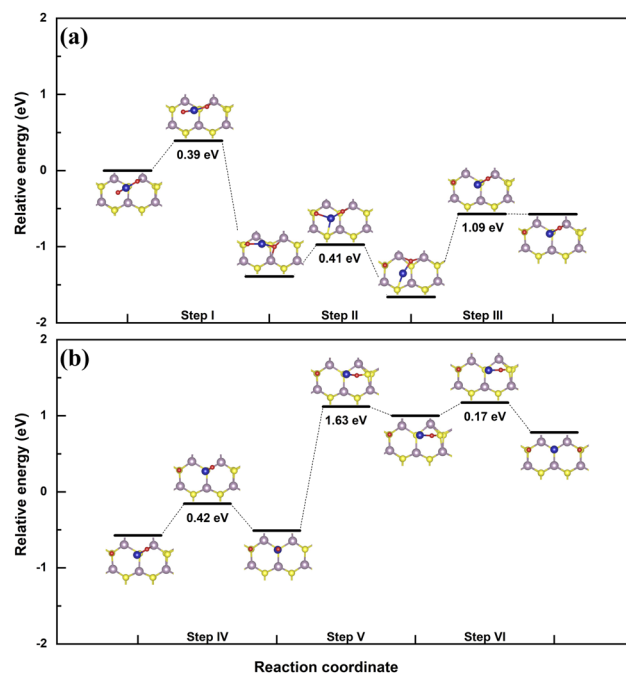 (a)
Relative energy (eV)
2
1
0
-1
-2
0.39 eV
0.41 eV
1.09 eV
Step I
Step II
Step III
(b)
Relative energy (eV)
2
1
0
-1
-2
0.42 eV
1.63 eV
0.17 eV
Step IV
Step V
Step VI
Reaction coordinate